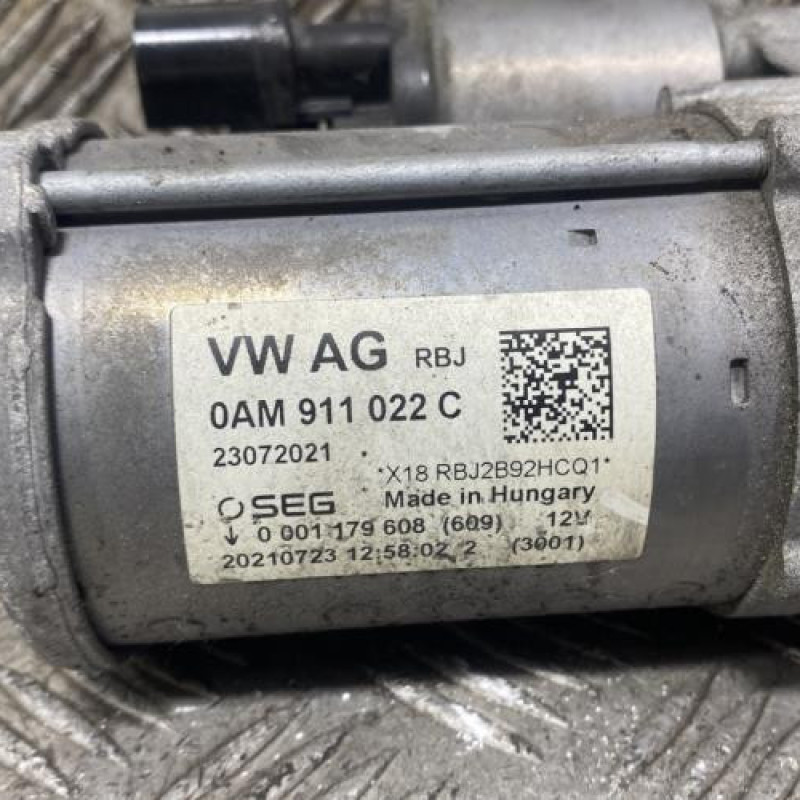 VW AG RBJ
0AM 911 022 C
23072021
*X18 RBJ2B92HCQ1*
SEG Made in Hungary
0 001 179 608 (609) 12V
20210723 12:58:02 2 (3001)